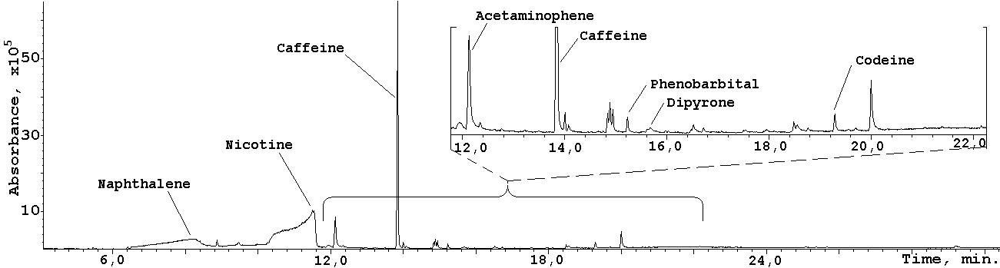 Absorbance, x10⁵
50
30
10
Naphthalene
Nicotine
Caffeine
Acetaminophene
Caffeine
Phenobarbital
Dipyrone
Codeine
12,0 14,0 16,0 18,0 20,0 22,0
6,0 12,0 18,0 24,0 Time, min.